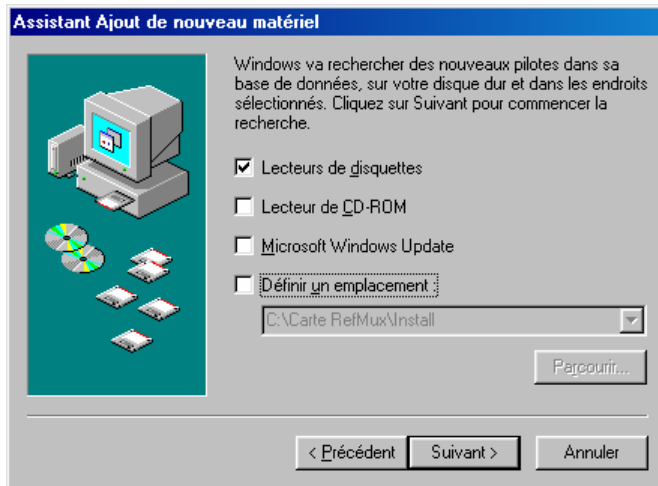 Assistant Ajout de nouveau matériel
Windows va rechercher des nouveaux pilotes dans sa
base de données, sur votre disque dur et dans les endroits
sélectionnés. Cliquez sur Suivant pour commencer la
recherche.
Lecteurs de disquettes
Lecteur de CD-ROM
Microsoft Windows Update
Définir un emplacement :
C:\Carte RefMux\Install
Parcourir...
< Précédent Suivant > Annuler